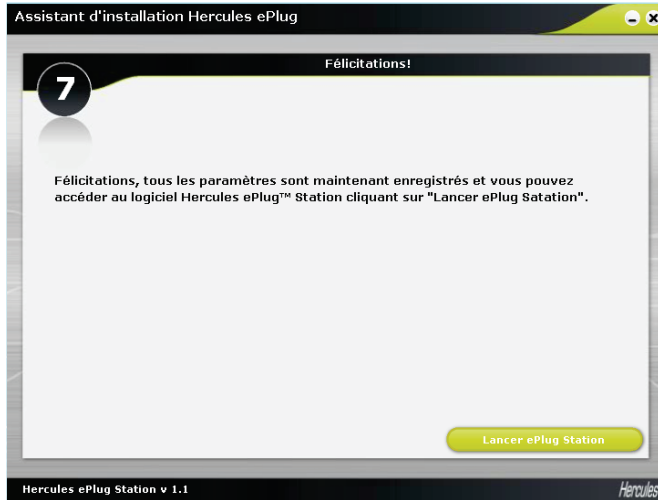 Assistant d'installation Hercules ePlug
Félicitations!
7
Félicitations, tous les paramètres sont maintenant enregistrés et vous pouvez
accéder au logiciel Hercules ePlug™ Station cliquant sur "Lancer ePlug Satation".
Lancer ePlug Station
Hercules ePlug Station v 1.1
Hercules